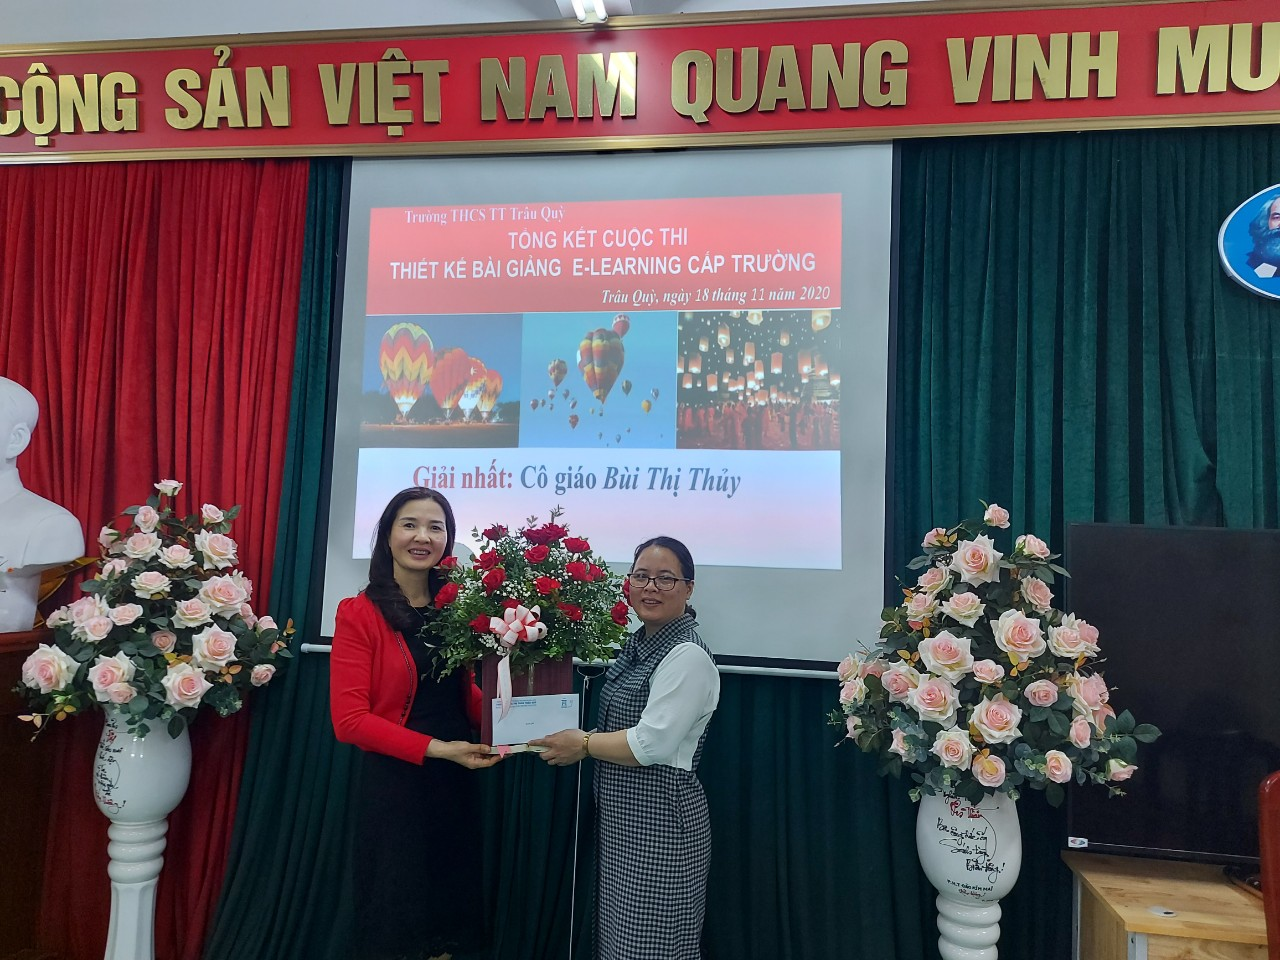 CỘNG SẢN VIỆT NAM QUANG VINH MU
Trường THCS TT Trâu Quỳ
TỔNG KẾT CUỘC THI
THIẾT KẾ BÀI GIẢNG E-LEARNING CẤP TRƯỜNG
Trâu Quỳ, ngày 18 tháng 11 năm 2020
Giải nhất: Cô giáo Bùi Thị Thủy